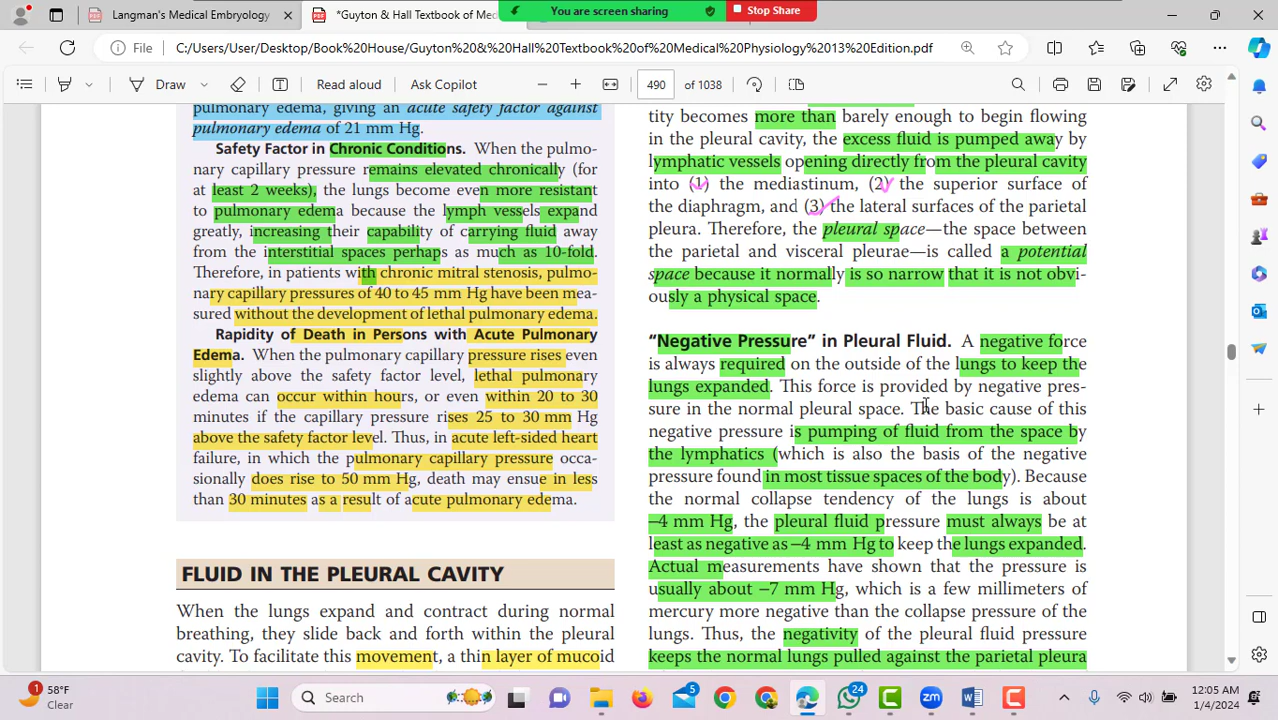 Langman's Medical Embryology
*Guyton & Hall Textbook of Med
You are screen sharing
Stop Share
File
C:/Users/User/Desktop/Book%20House/Guyton%20&%20Hall%20Textbook%20of%20Medical%20Physiology%2013%20Edition.pdf
Draw
Read aloud
Ask Copilot
490
of 1038
pulmonary edema, giving an acute safety factor against
pulmonary edema of 21 mm Hg.
Safety Factor in Chronic Conditions. When the pulmo-
nary capillary pressure remains elevated chronically (for
at least 2 weeks), the lungs become even more resistant
to pulmonary edema because the lymph vessels expand
greatly, increasing their capability of carrying fluid away
from the interstitial spaces perhaps as much as 10-fold.
Therefore, in patients with chronic mitral stenosis, pulmo-
nary capillary pressures of 40 to 45 mm Hg have been mea-
sured without the development of lethal pulmonary edema.
Rapidity of Death in Persons with Acute Pulmonary
Edema. When the pulmonary capillary pressure rises even
slightly above the safety factor level, lethal pulmonary
edema can occur within hours, or even within 20 to 30
minutes if the capillary pressure rises 25 to 30 mm Hg
above the safety factor level. Thus, in acute left-sided heart
failure, in which the pulmonary capillary pressure occa-
sionally does rise to 50 mm Hg, death may ensue in less
than 30 minutes as a result of acute pulmonary edema.
FLUID IN THE PLEURAL CAVITY
When the lungs expand and contract during normal
breathing, they slide back and forth within the pleural
cavity. To facilitate this movement, a thin layer of mucoid
tity becomes more than barely enough to begin flowing
in the pleural cavity, the excess fluid is pumped away by
lymphatic vessels opening directly from the pleural cavity
into (1) the mediastinum, (2) the superior surface of
the diaphragm, and (3) the lateral surfaces of the parietal
pleura. Therefore, the pleural space—the space between
the parietal and visceral pleurae—is called a potential
space because it normally is so narrow that it is not obvi-
ously a physical space.
“Negative Pressure” in Pleural Fluid. A negative force
is always required on the outside of the lungs to keep the
lungs expanded. This force is provided by negative pres-
sure in the normal pleural space. The basic cause of this
negative pressure is pumping of fluid from the space by
the lymphatics (which is also the basis of the negative
pressure found in most tissue spaces of the body). Because
the normal collapse tendency of the lungs is about
−4 mm Hg, the pleural fluid pressure must always be at
least as negative as −4 mm Hg to keep the lungs expanded.
Actual measurements have shown that the pressure is
usually about −7 mm Hg, which is a few millimeters of
mercury more negative than the collapse pressure of the
lungs. Thus, the negativity of the pleural fluid pressure
keeps the normal lungs pulled against the parietal pleura
1
58°F
Clear
Search
5
24
zm
12:05 AM
1/4/2024